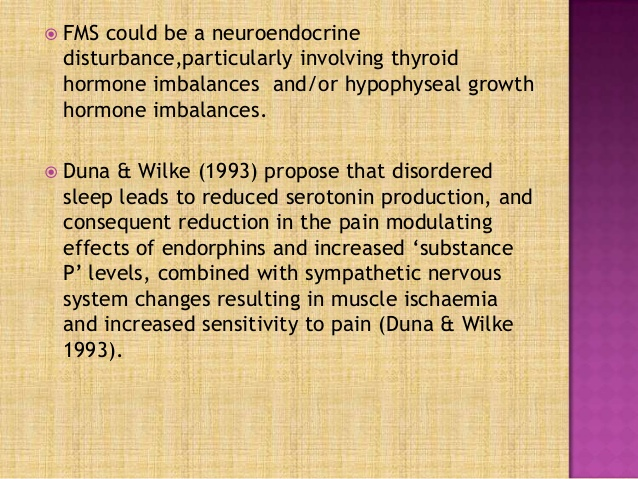 FMS could be a neuroendocrine
disturbance,particularly involving thyroid
hormone imbalances  and/or hypophyseal growth
hormone imbalances.
Duna & Wilke (1993) propose that disordered
sleep leads to reduced serotonin production, and
consequent reduction in the pain modulating
effects of endorphins and increased ‘substance
P’ levels, combined with sympathetic nervous
system changes resulting in muscle ischaemia
and increased sensitivity to pain (Duna & Wilke
1993).